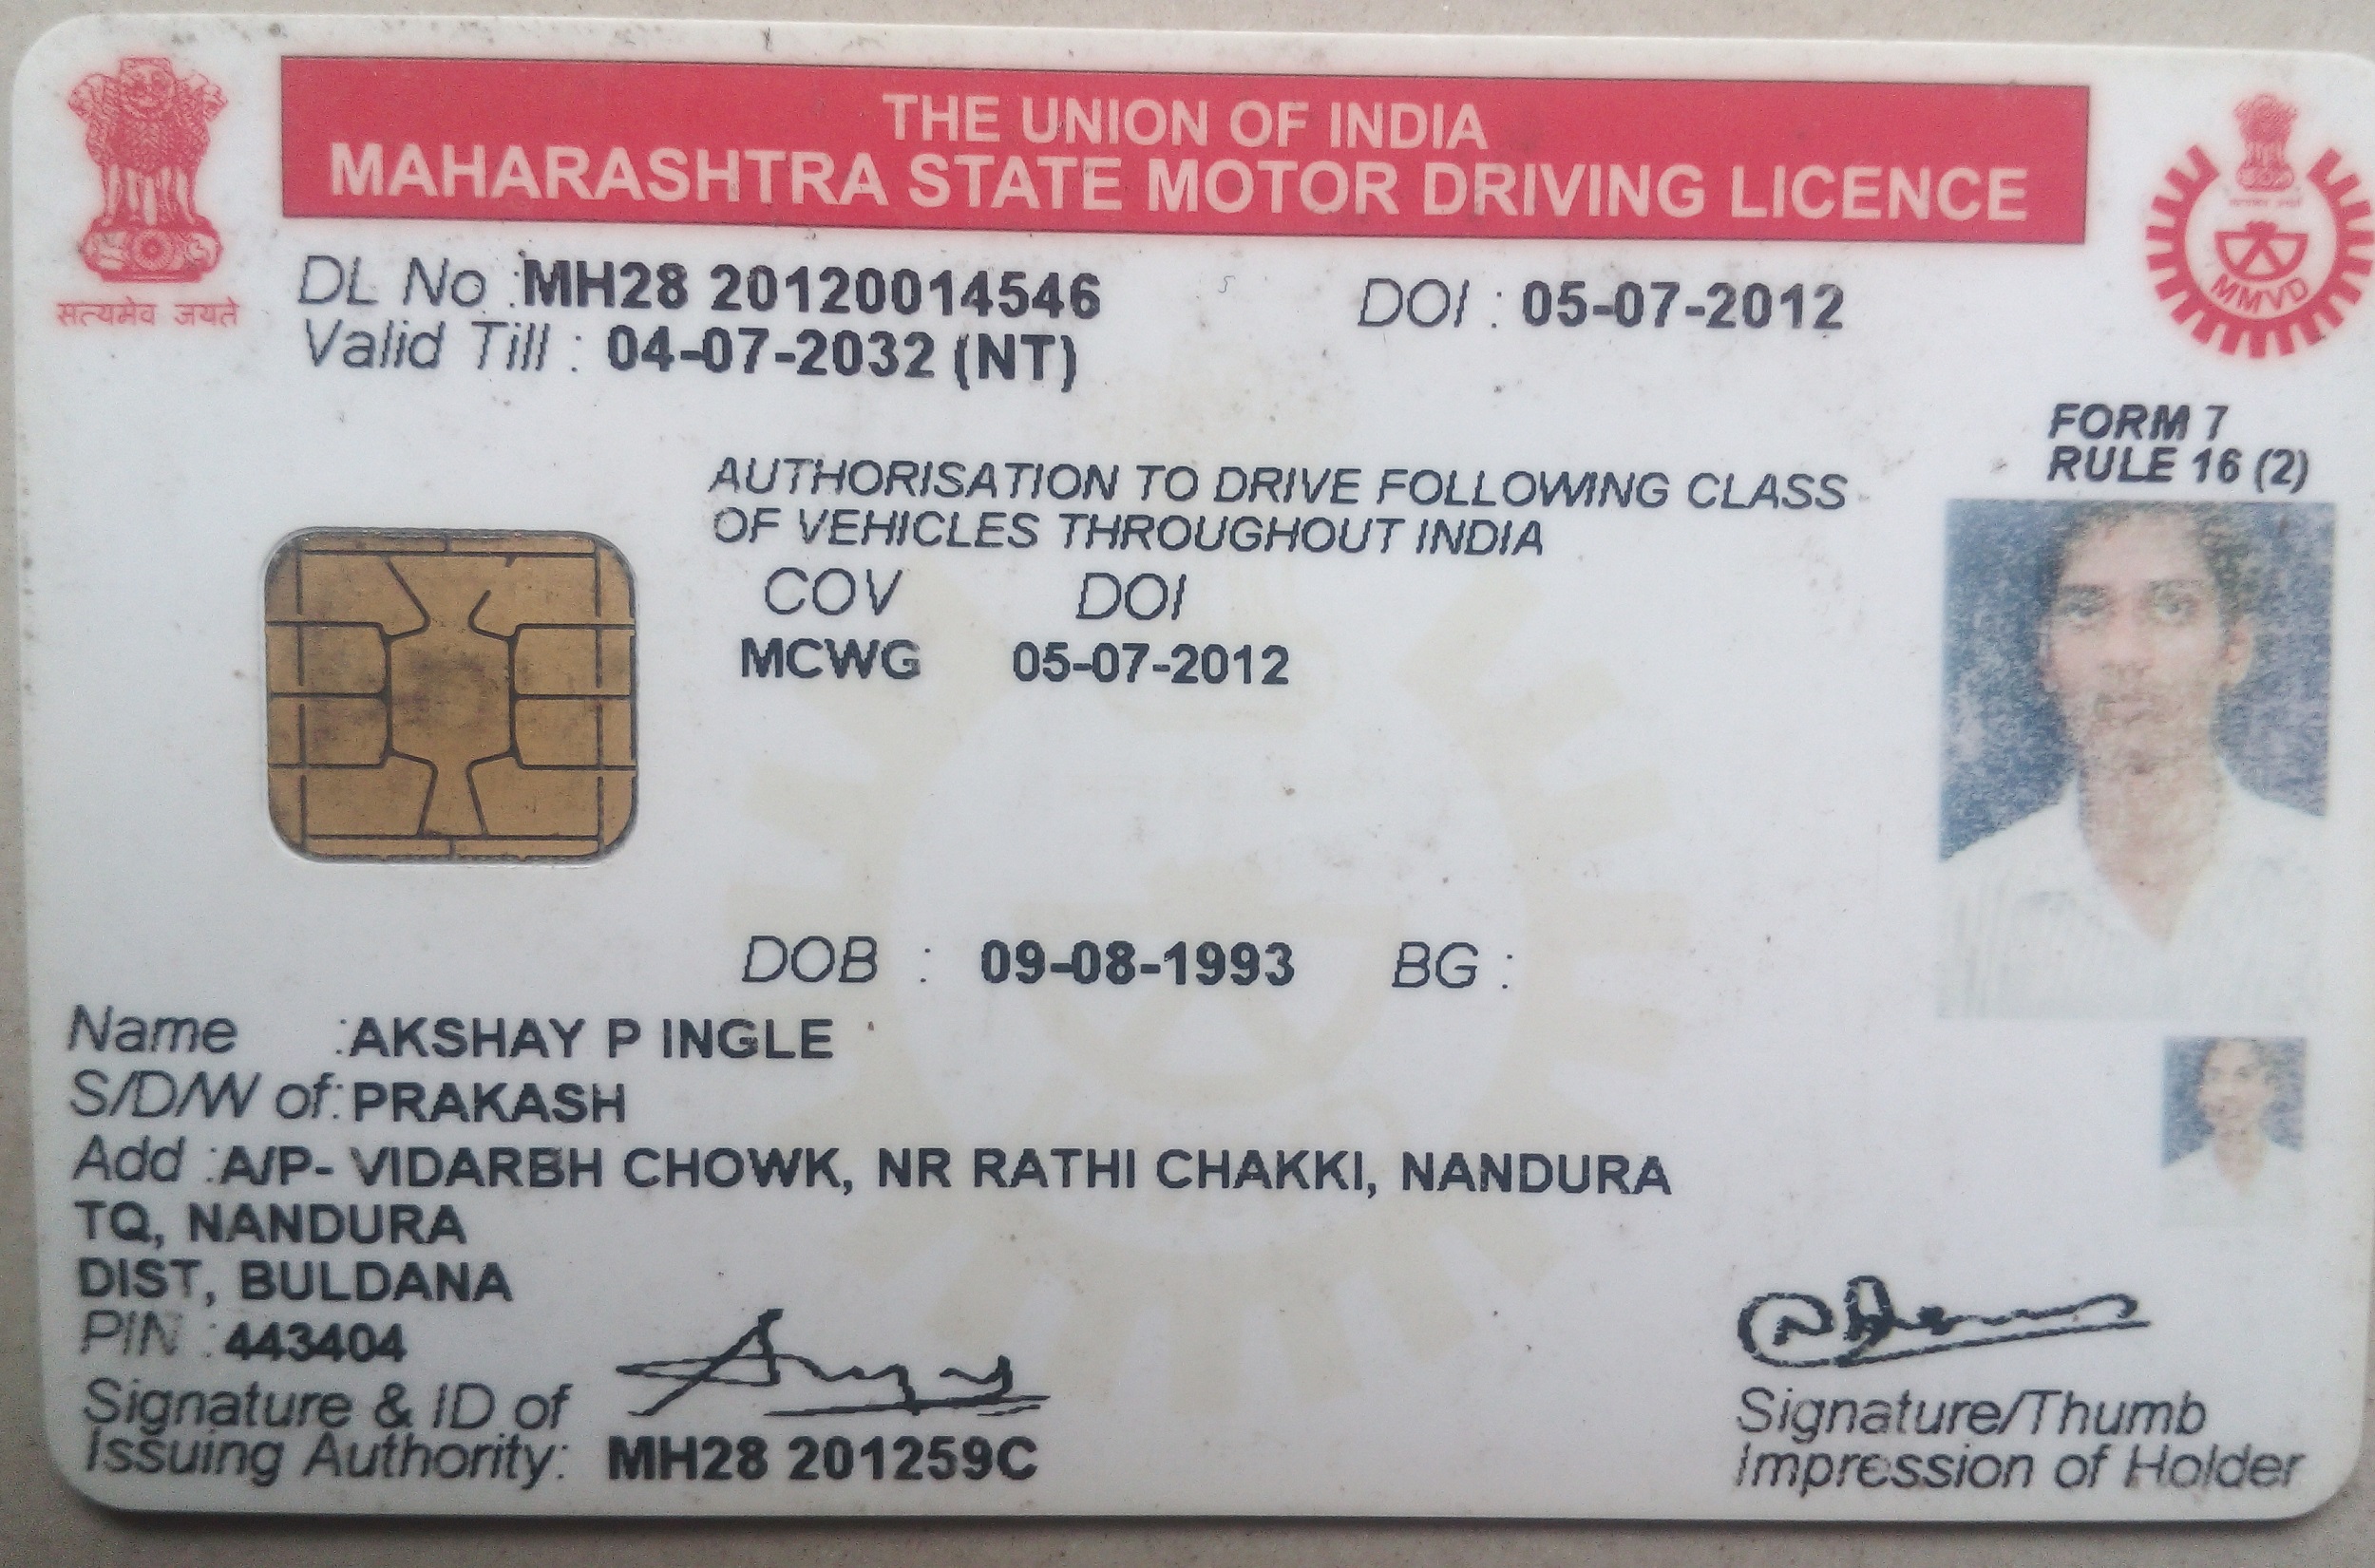 THE UNION OF INDIA
MAHARASHTRA STATE MOTOR DRIVING LICENCE
सत्यमेव जयते
MMVD
DL No : MH28 20120014546 DOI : 05-07-2012
Valid Till : 04-07-2032 (NT)
FORM 7
RULE 16 (2)
AUTHORISATION TO DRIVE FOLLOWING CLASS
OF VEHICLES THROUGHOUT INDIA
COV DOI
MCWG 05-07-2012
DOB : 09-08-1993 BG :
Name : AKSHAY P INGLE
S/D/W of : PRAKASH
Add : A/P- VIDARBH CHOWK, NR RATHI CHAKKI, NANDURA
TQ, NANDURA
DIST, BULDANA
PIN : 443404
Signature & ID of
Issuing Authority: MH28 201259C
Signature/Thumb
Impression of Holder